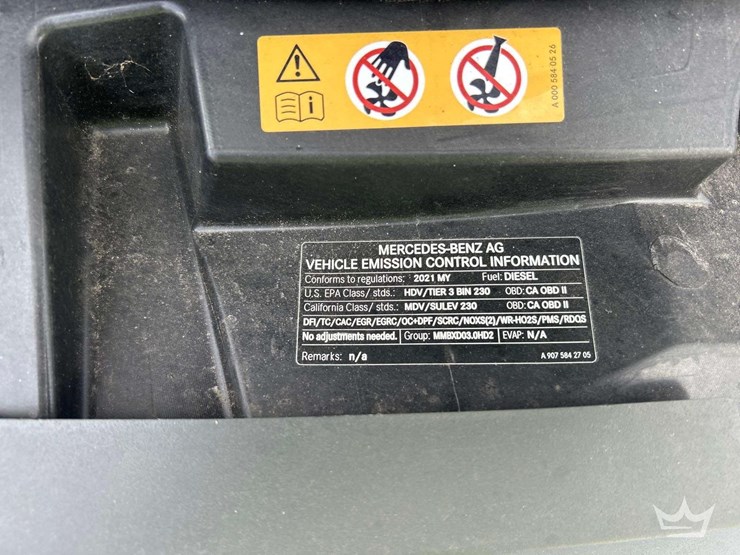 A 000 584 05 26
MERCEDES-BENZ AG
VEHICLE EMISSION CONTROL INFORMATION
Conforms to regulations: 2021 MY Fuel: DIESEL
U.S. EPA Class/ stds.: HDV/TIER 3 BIN 230 OBD: CA OBD II
California Class/ stds.: MDV/SULEV 230 OBD: CA OBD II
DFI/TC/CAC/EGR/EGRC/OC+DPF/SCRC/NOXS(2)/WR-HO2S/PMS/RDQS
No adjustments needed. Group: MMBXD03.0HD2 EVAP: N/A
Remarks: n/a A 907 584 27 05